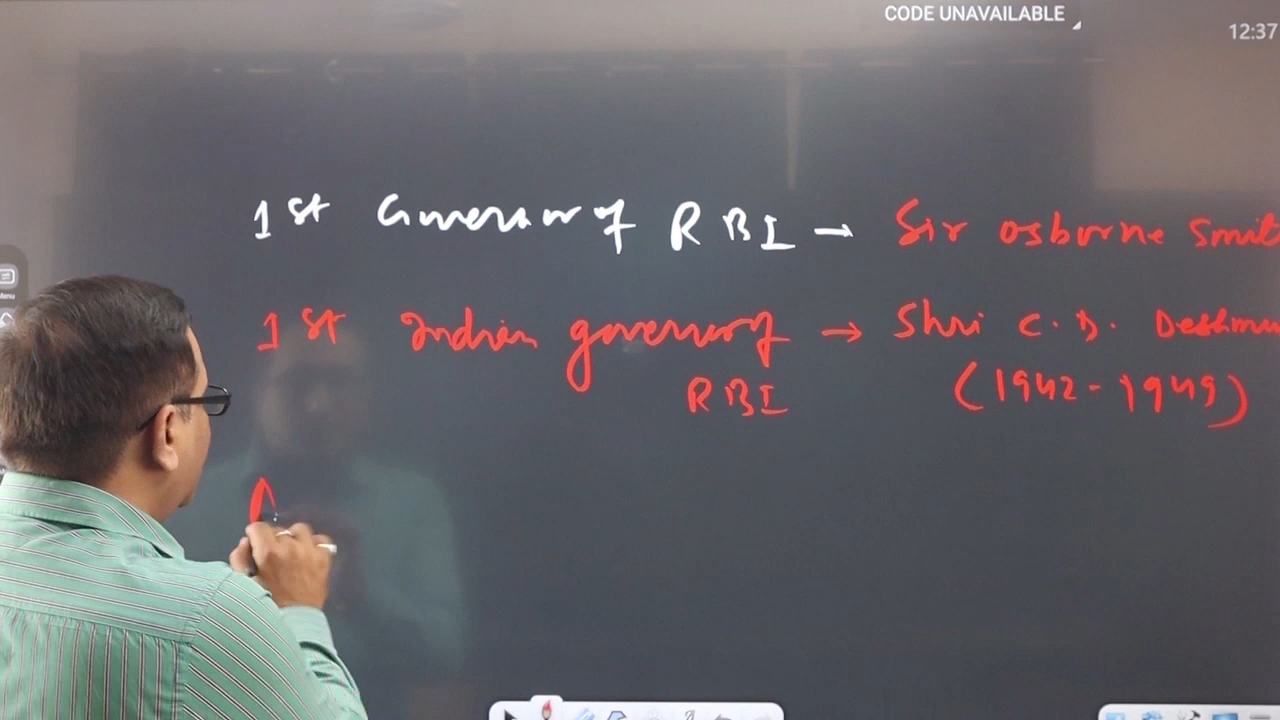 CODE UNAVAILABLE
12:37
1st Governor of RBI → Sir Osborne Smit
1st Indian governor of → Shri C. D. Deshmu
RBI (1942-1949)
Menu